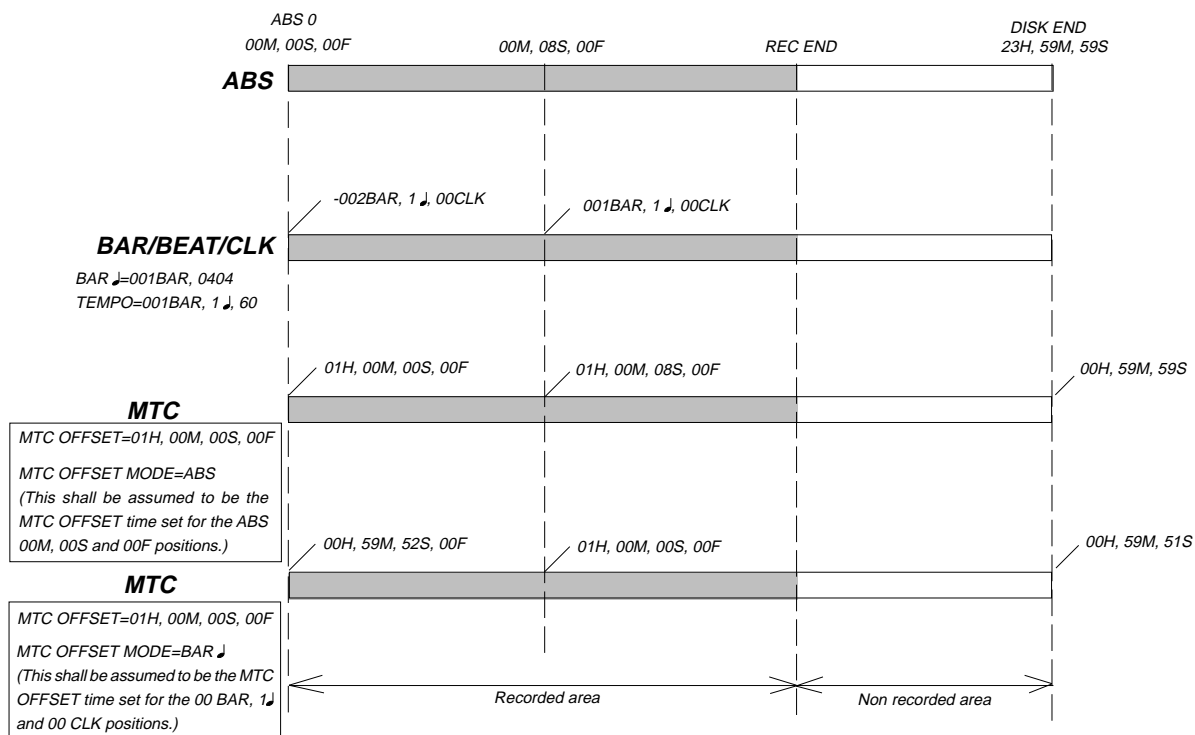 ABS 0
00M, 00S, 00F
00M, 08S, 00F
REC END
DISK END
23H, 59M, 59S
ABS
-002BAR, 1♩, 00CLK
001BAR, 1♩, 00CLK
BAR/BEAT/CLK
BAR ♩=001BAR, 0404
TEMPO=001BAR, 1♩, 60
01H, 00M, 00S, 00F
01H, 00M, 08S, 00F
00H, 59M, 59S
MTC
MTC OFFSET=01H, 00M, 00S, 00F
MTC OFFSET MODE=ABS
(This shall be assumed to be the
MTC OFFSET time set for the ABS
00M, 00S and 00F positions.)
00H, 59M, 52S, 00F
01H, 00M, 00S, 00F
00H, 59M, 51S
MTC
MTC OFFSET=01H, 00M, 00S, 00F
MTC OFFSET MODE=BAR ♩
(This shall be assumed to be the MTC
OFFSET time set for the 00 BAR, 1♩
and 00 CLK positions.)
Recorded area
Non recorded area